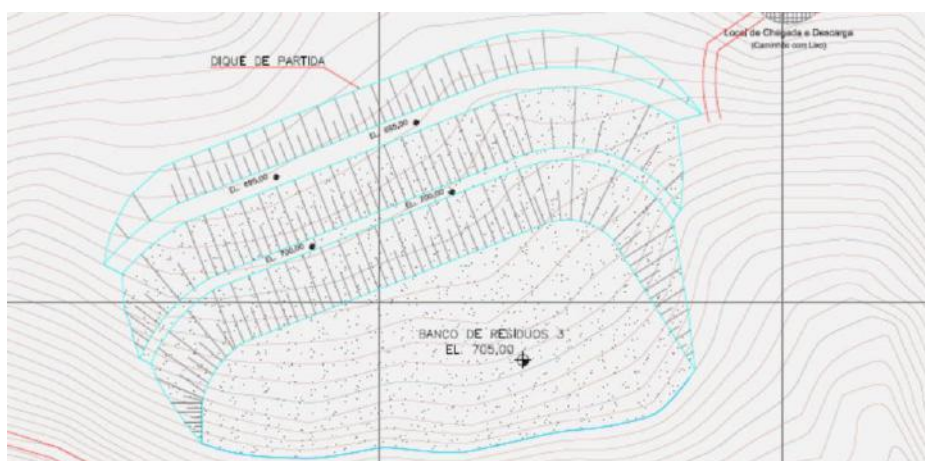 Local de Chegada e Descarga
(Caminhão com Lixo)
DIQUE DE PARTIDA
EL. 695,00
EL. 695,00
EL. 700,00
EL. 700,00
BANCO DE RESÍDUOS 3
EL. 705,00